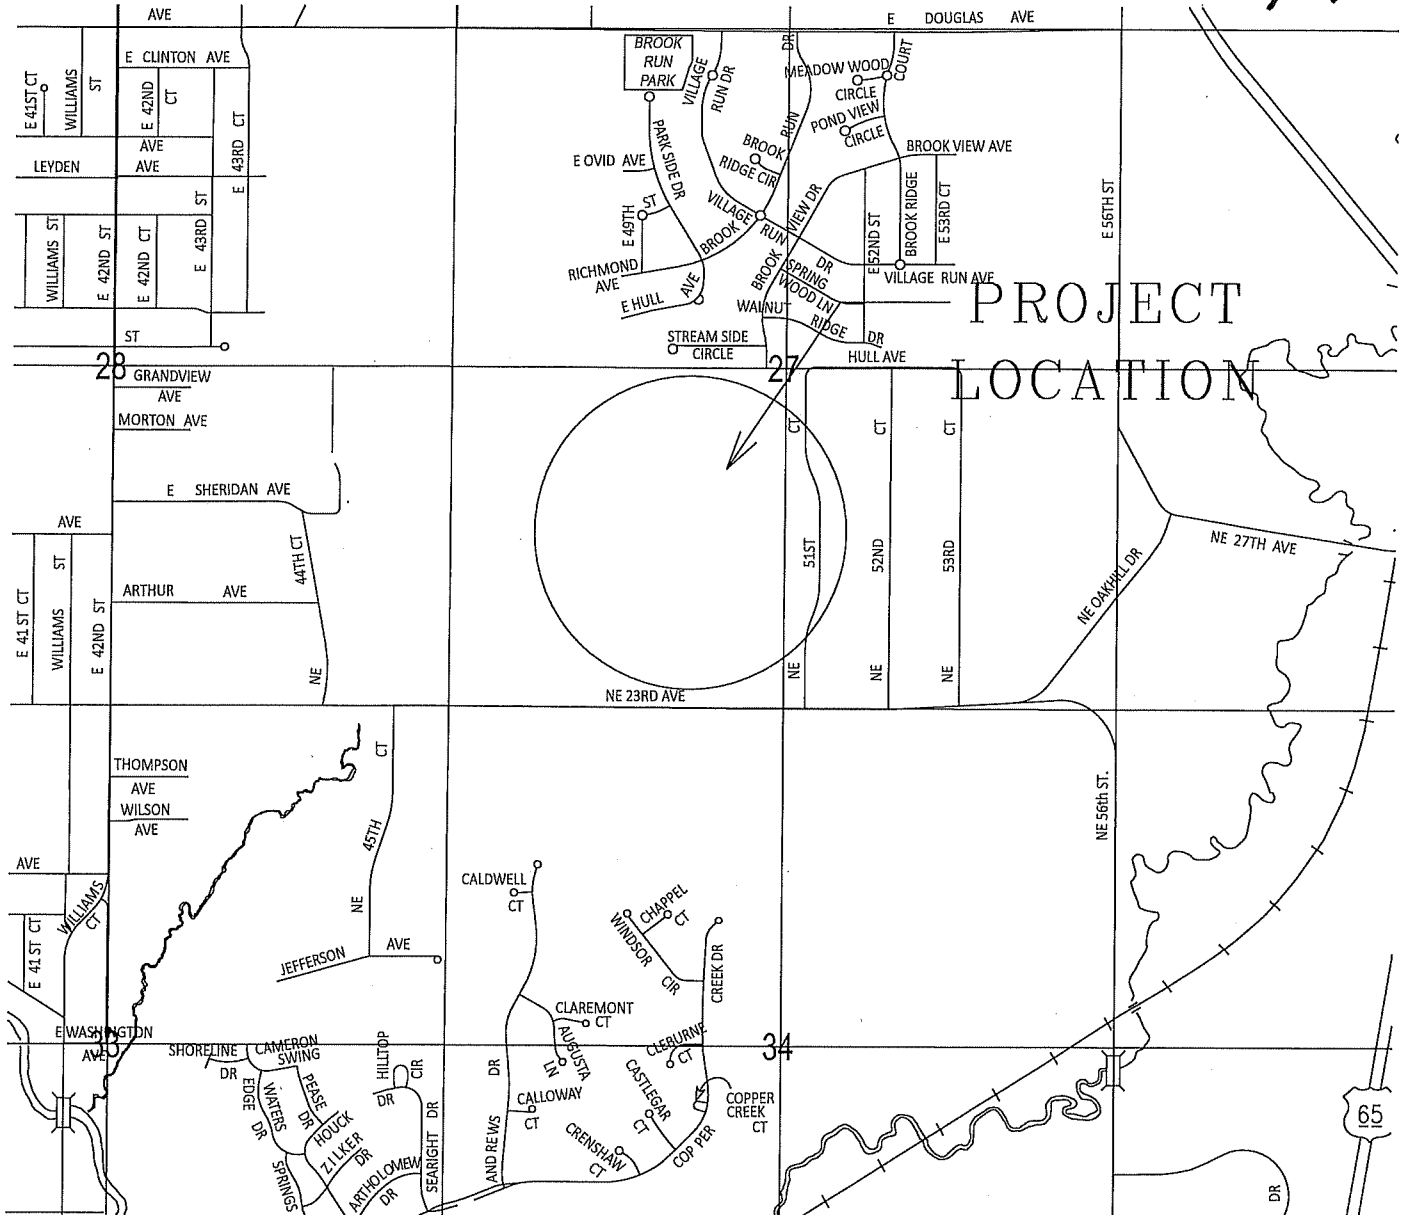 AVE
E DOUGLAS AVE
E CLINTON AVE
E 41ST CT
WILLIAMS
ST
E 42ND
CT
E 43RD CT
AVE
LEYDEN AVE
WILLIAMS ST
E 42ND ST
E 42ND CT
E 43RD ST
ST
28
BROOK
RUN
PARK
VILLAGE
RUN DR
DR
MEADOW WOOD
CIRCLE
COURT
POND VIEW
CIRCLE
RUN
BROOK
RIDGE CIR
BROOK VIEW AVE
PARK SIDE DR
E OVID AVE
E 49TH
ST
VILLAGE
RUN
DR
BROOK
VIEW DR
BROOK
E 52ND ST
BROOK RIDGE
E 53RD CT
VILLAGE RUN AVE
RICHMOND
AVE
E HULL
AVE
SPRING
WOOD LN
WALNUT
RIDGE DR
STREAM SIDE
CIRCLE
HULL AVE
E 56TH ST
PROJECT
LOCATION
27
GRANDVIEW
AVE
MORTON AVE
E SHERIDAN AVE
AVE
ST
44TH CT
ARTHUR AVE
E 41 ST CT
WILLIAMS
E 42ND ST
NE
CT
51ST
NE
CT
52ND
NE
CT
53RD
NE
NE 27TH AVE
NE OAKHILL DR
NE 23RD AVE
THOMPSON
AVE
WILSON
AVE
CT
45TH
NE
NE 56th ST.
AVE
WILLIAMS
CT
E 41 ST CT
JEFFERSON AVE
CALDWELL
CT
CHAPPEL
CT
WINDSOR
CIR
CREEK DR
CLAREMONT
CT
AUGUSTA
LN
CLEBURNE
CT
E WASHINGTON
AVE
33
34
SHORELINE
DR
CAMERON
SWING
HILLTOP
CIR
DR
EDGE DR
WATERS
PEASE
DR
HOUCK
ZILKER
DR
SPRINGS
ARTHOLOMEW
DR
SEARIGHT DR
DR
ANDREWS
CALLOWAY
CT
CASTLEGAR
CT
CRENSHAW
CT
COPPER
COPPER
CREEK
CT
65
DR